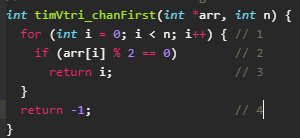 int timVtri_chanFirst(int *arr, int n) {
  for (int i = 0; i < n; i++) { // 1
    if (arr[i] % 2 == 0)        // 2
      return i;                 // 3
  }
  return -1;                    // 4
}